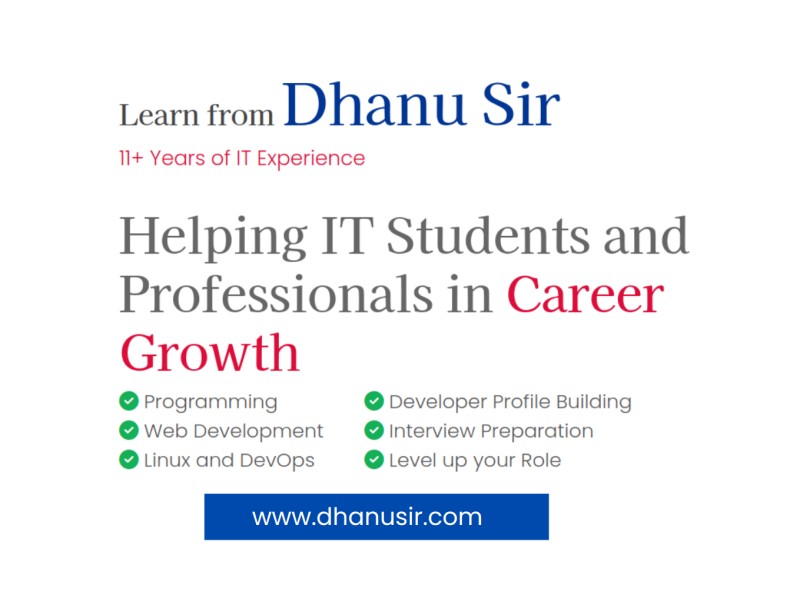 Learn from Dhanu Sir
11+ Years of IT Experience
Helping IT Students and
Professionals in Career
Growth
Programming
Web Development
Linux and DevOps
Developer Profile Building
Interview Preparation
Level up your Role
www.dhanusir.com